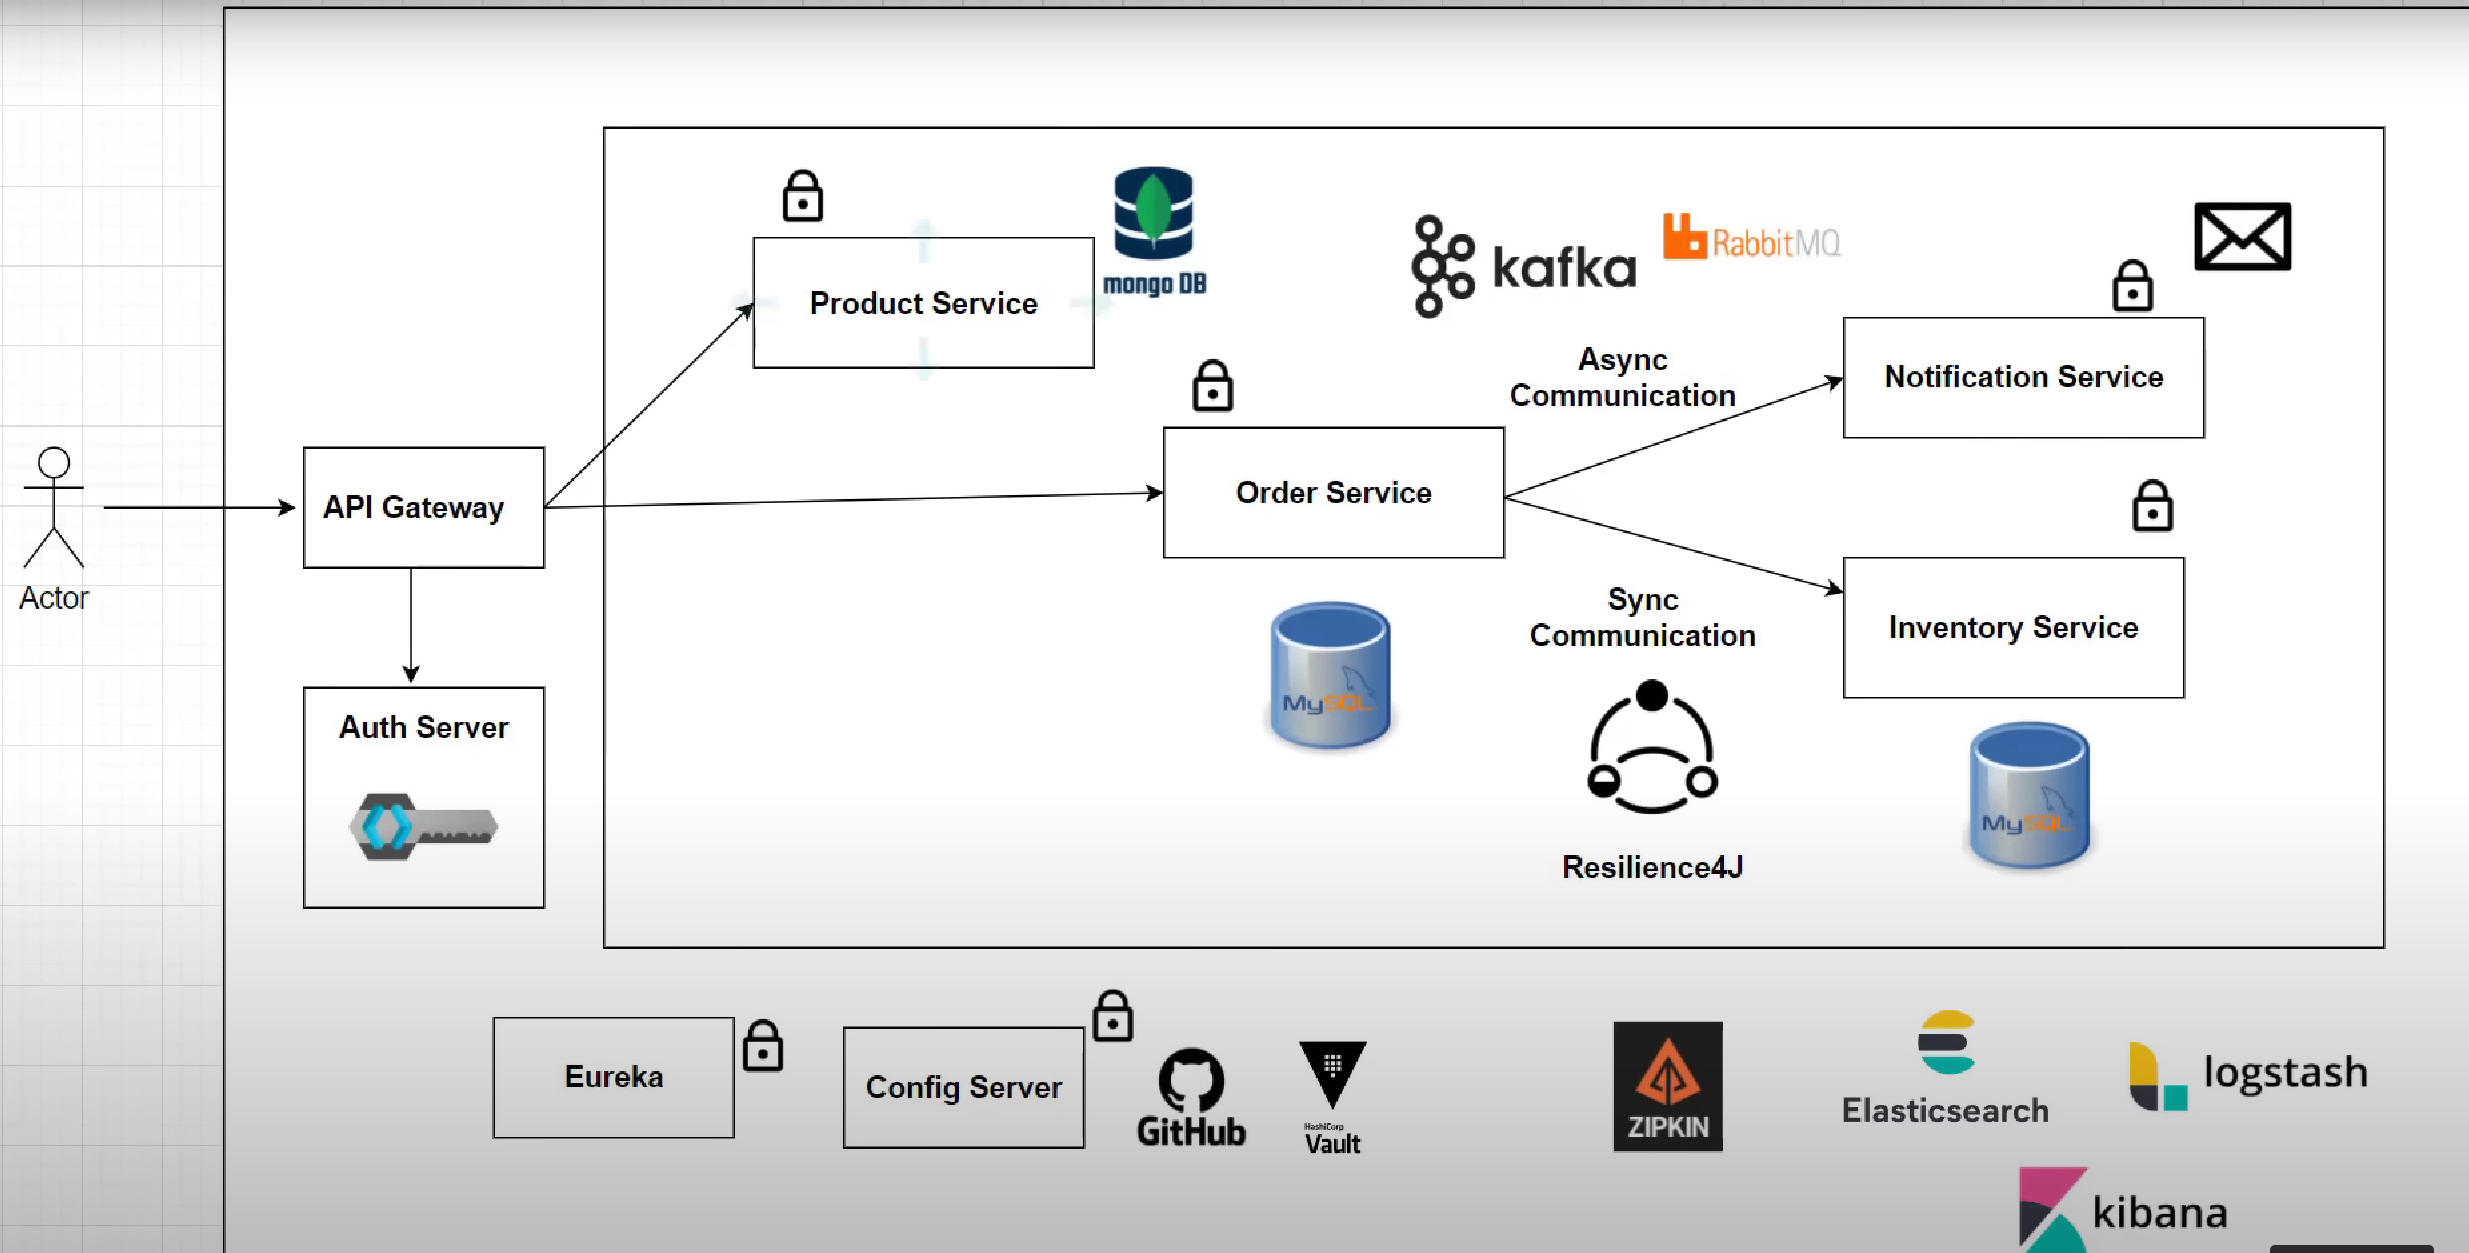 mongo DB
kafka
RabbitMQ
Product Service
Async
Communication
Notification Service
Order Service
API Gateway
Actor
Sync
Communication
Inventory Service
MySQL
Auth Server
MySQL
Resilience4J
Eureka
Config Server
GitHub
HashiCorp
Vault
ZIPKIN
Elasticsearch
logstash
kibana